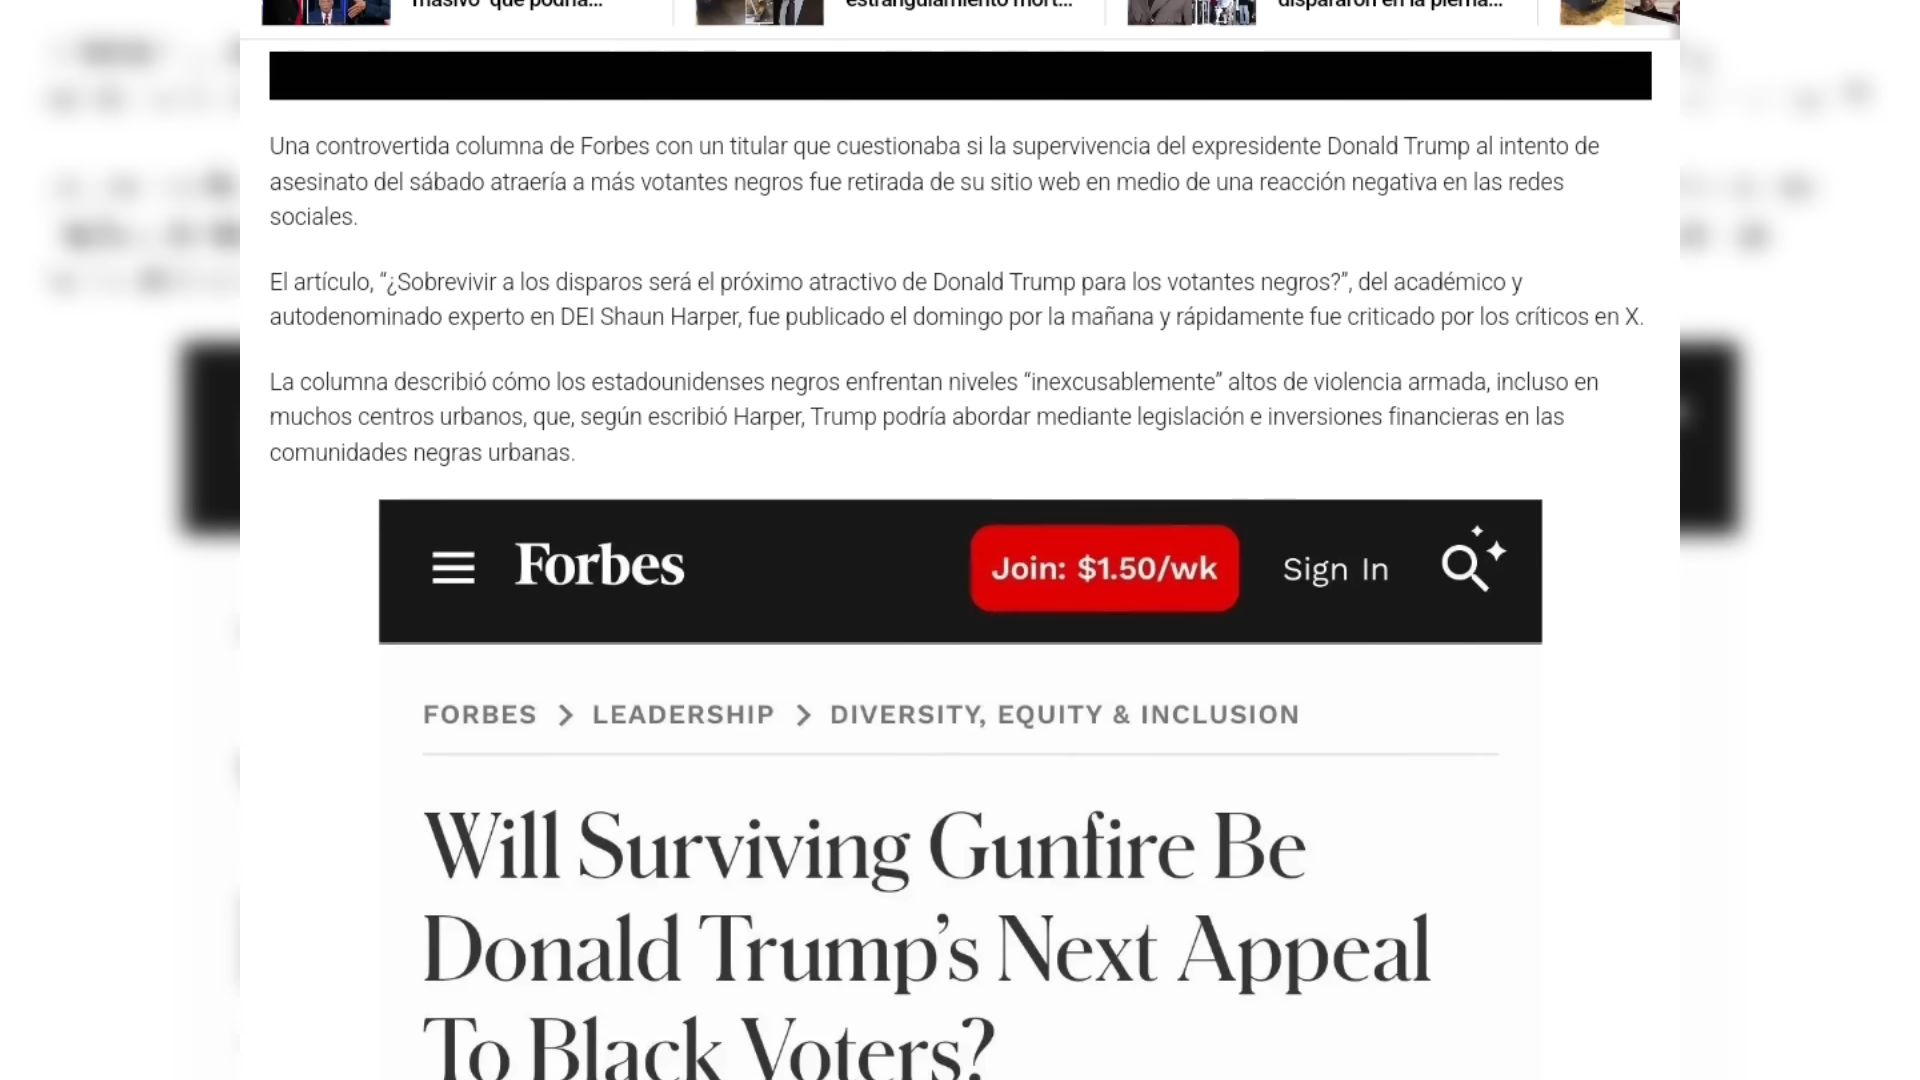 masivo" que podría...
estrangulamiento mort...
dispararon en la pierna...
Una controvertida columna de Forbes con un titular que cuestionaba si la supervivencia del expresidente Donald Trump al intento de
asesinato del sábado atraería a más votantes negros fue retirada de su sitio web en medio de una reacción negativa en las redes
sociales.
El artículo, “¿Sobrevivir a los disparos será el próximo atractivo de Donald Trump para los votantes negros?”, del académico y
autodenominado experto en DEI Shaun Harper, fue publicado el domingo por la mañana y rápidamente fue criticado por los críticos en X.
La columna describió cómo los estadounidenses negros enfrentan niveles “inexcusablemente” altos de violencia armada, incluso en
muchos centros urbanos, que, según escribió Harper, Trump podría abordar mediante legislación e inversiones financieras en las
comunidades negras urbanas.
Forbes Join: $1.50/wk Sign In
FORBES > LEADERSHIP > DIVERSITY, EQUITY & INCLUSION
Will Surviving Gunfire Be
Donald Trump’s Next Appeal
To Black Voters?